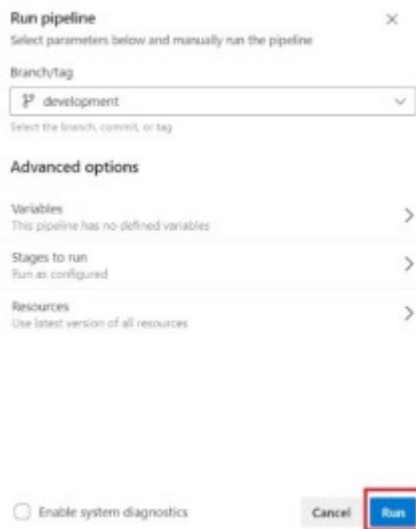 Run pipeline
Select parameters below and manually run the pipeline
Branch/tag
development
Select the branch, commit, or tag
Advanced options
Variables
This pipeline has no defined variables
Stages to run
Run as configured
Resources
Use latest version of all resources
Enable system diagnostics
Cancel
Run